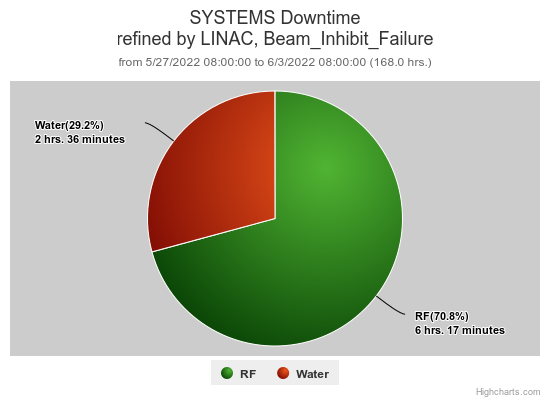 SYSTEMS Downtime
refined by LINAC, Beam_Inhibit_Failure
from 5/27/2022 08:00:00 to 6/3/2022 08:00:00 (168.0 hrs.)
Water(29.2%)
2 hrs. 36 minutes
RF(70.8%)
6 hrs. 17 minutes
RF Water
Highcharts.com